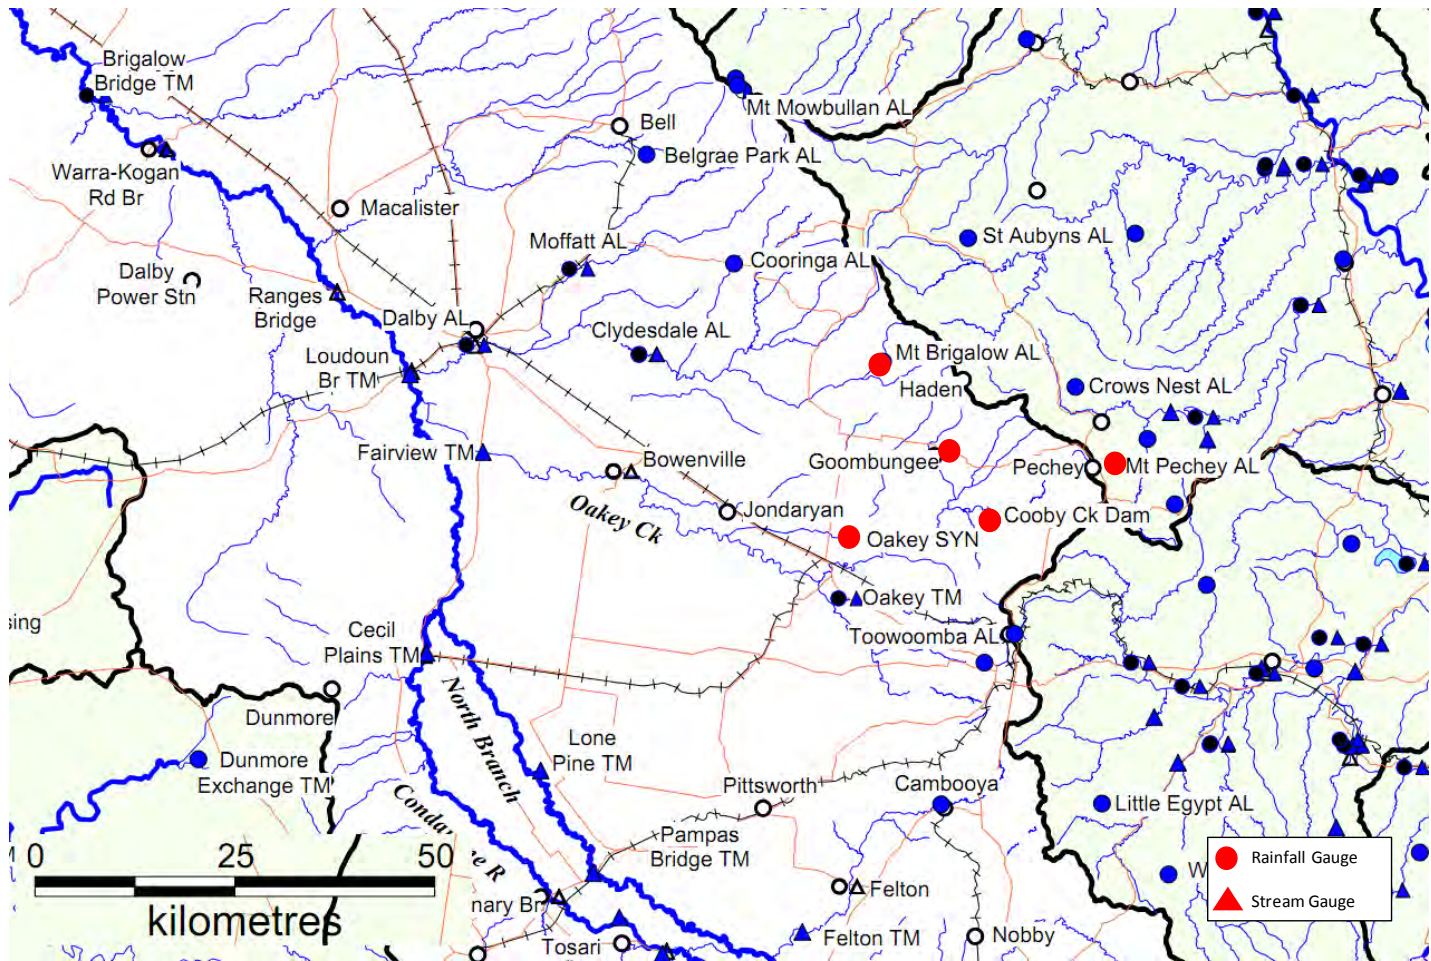 Brigalow
Bridge TM
Mt Mowbullan AL
Bell
Belgrae Park AL
Warra-Kogan
Rd Br
Macalister
St Aubyns AL
Moffatt AL
Cooringa AL
Dalby
Power Stn
Ranges
Bridge
Dalby AL
Clydesdale AL
Loudoun
Br TM
Mt Brigalow AL
Haden
Crows Nest AL
Fairview TM
Bowenville
Goombungee
Pechey
Mt Pechey AL
Oakey Ck
Jondaryan
Cooby Ck Dam
Oakey SYN
Oakey TM
sing
Cecil
Plains TM
Toowoomba AL
North Branch
Dunmore
Lone
Pine TM
Dunmore
Exchange TM
Pittsworth
Cambooya
Little Egypt AL
Conda
e R
Pampas
Bridge TM
0 25 50
kilometres
Rainfall Gauge
W
Stream Gauge
Felton
nary Br
Tosari
Felton TM
Nobby
M